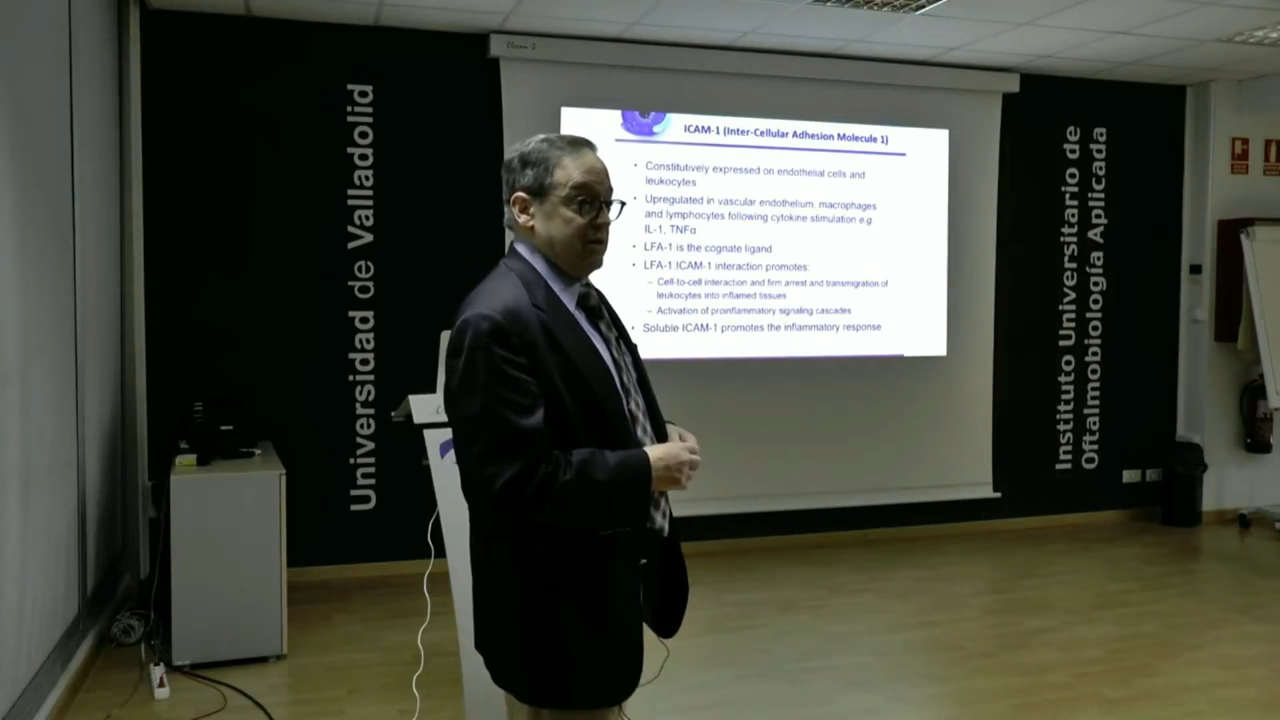 Universidad de Valladolid
ICAM-1 (Inter-Cellular Adhesion Molecule 1)
• Constitutively expressed on endothelial cells and
leukocytes
• Upregulated in vascular endothelium, macrophages
and lymphocytes following cytokine stimulation e.g.
IL-1, TNFα
• LFA-1 is the cognate ligand
• LFA-1 ICAM-1 interaction promotes:
– Cell-to-cell interaction and firm arrest and transmigration of
leukocytes into inflamed tissues
– Activation of proinflammatory signaling cascades
• Soluble ICAM-1 promotes the inflammatory response
Instituto Universitario de
Oftalmobiología Aplicada